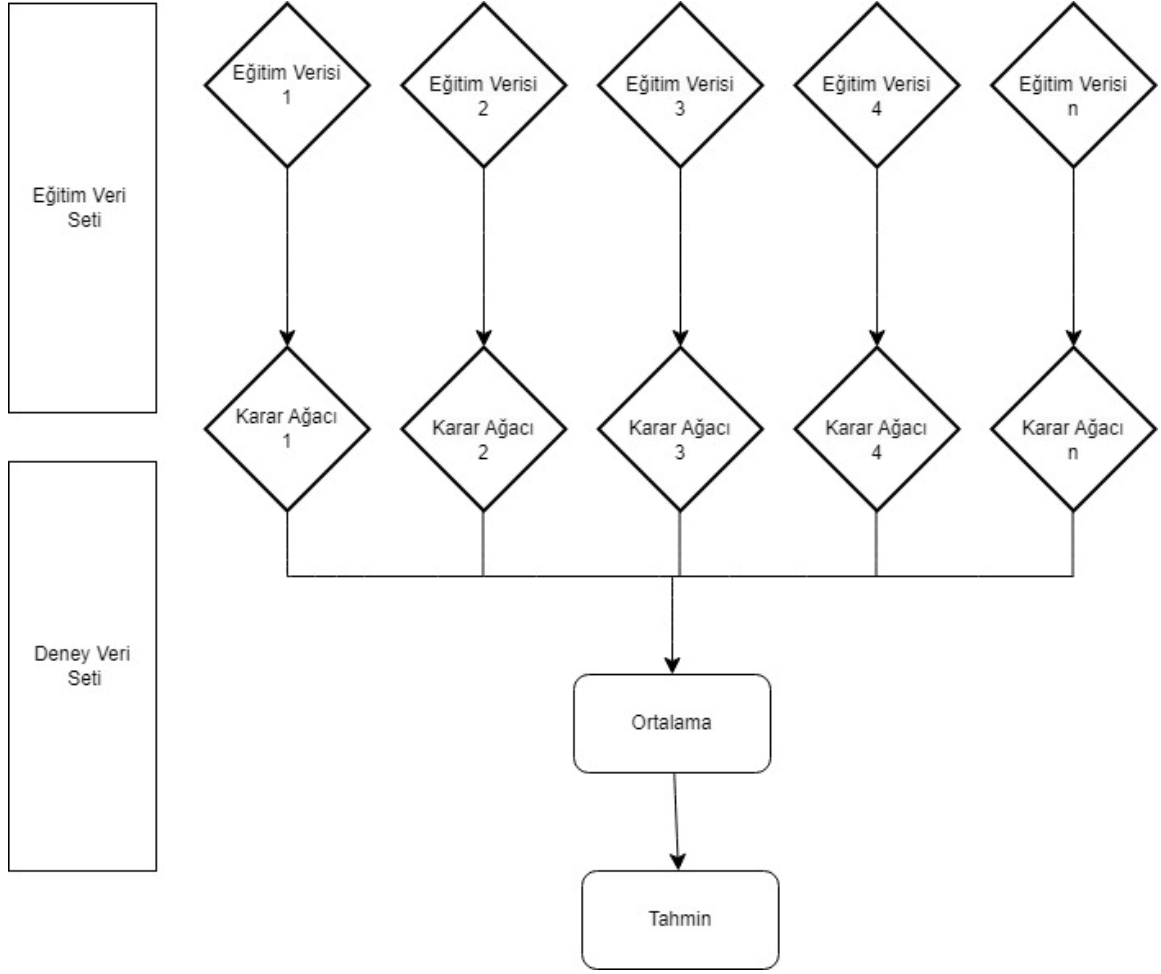 Eğitim Verisi
1
Eğitim Verisi
2
Eğitim Verisi
3
Eğitim Verisi
4
Eğitim Verisi
n
Eğitim Veri
Seti
Karar Ağacı
1
Karar Ağacı
2
Karar Ağacı
3
Karar Ağacı
4
Karar Ağacı
n
Deney Veri
Seti
Ortalama
Tahmin